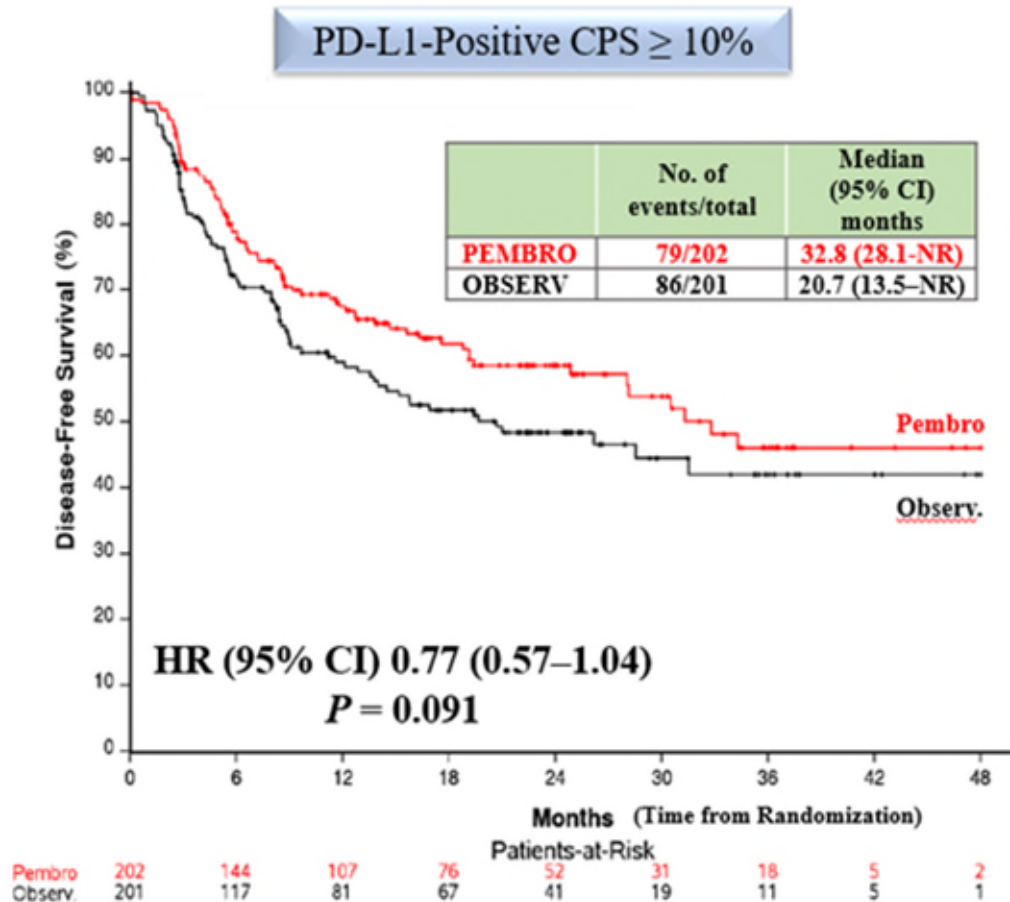 PD-L1-Positive CPS ≥ 10%
Disease-Free Survival (%)
100
90
80
70
60
50
40
30
20
10
0
No. of events/total
Median (95% CI) months
PEMBRO 79/202 32.8 (28.1-NR)
OBSERV 86/201 20.7 (13.5–NR)
Pembro
Observ.
HR (95% CI) 0.77 (0.57–1.04)
P = 0.091
0 6 12 18 24 30 36 42 48
Months (Time from Randomization)
Patients-at-Risk
Pembro 202 144 107 76 52 31 18 5 2
Observ. 201 117 81 67 41 19 11 5 1